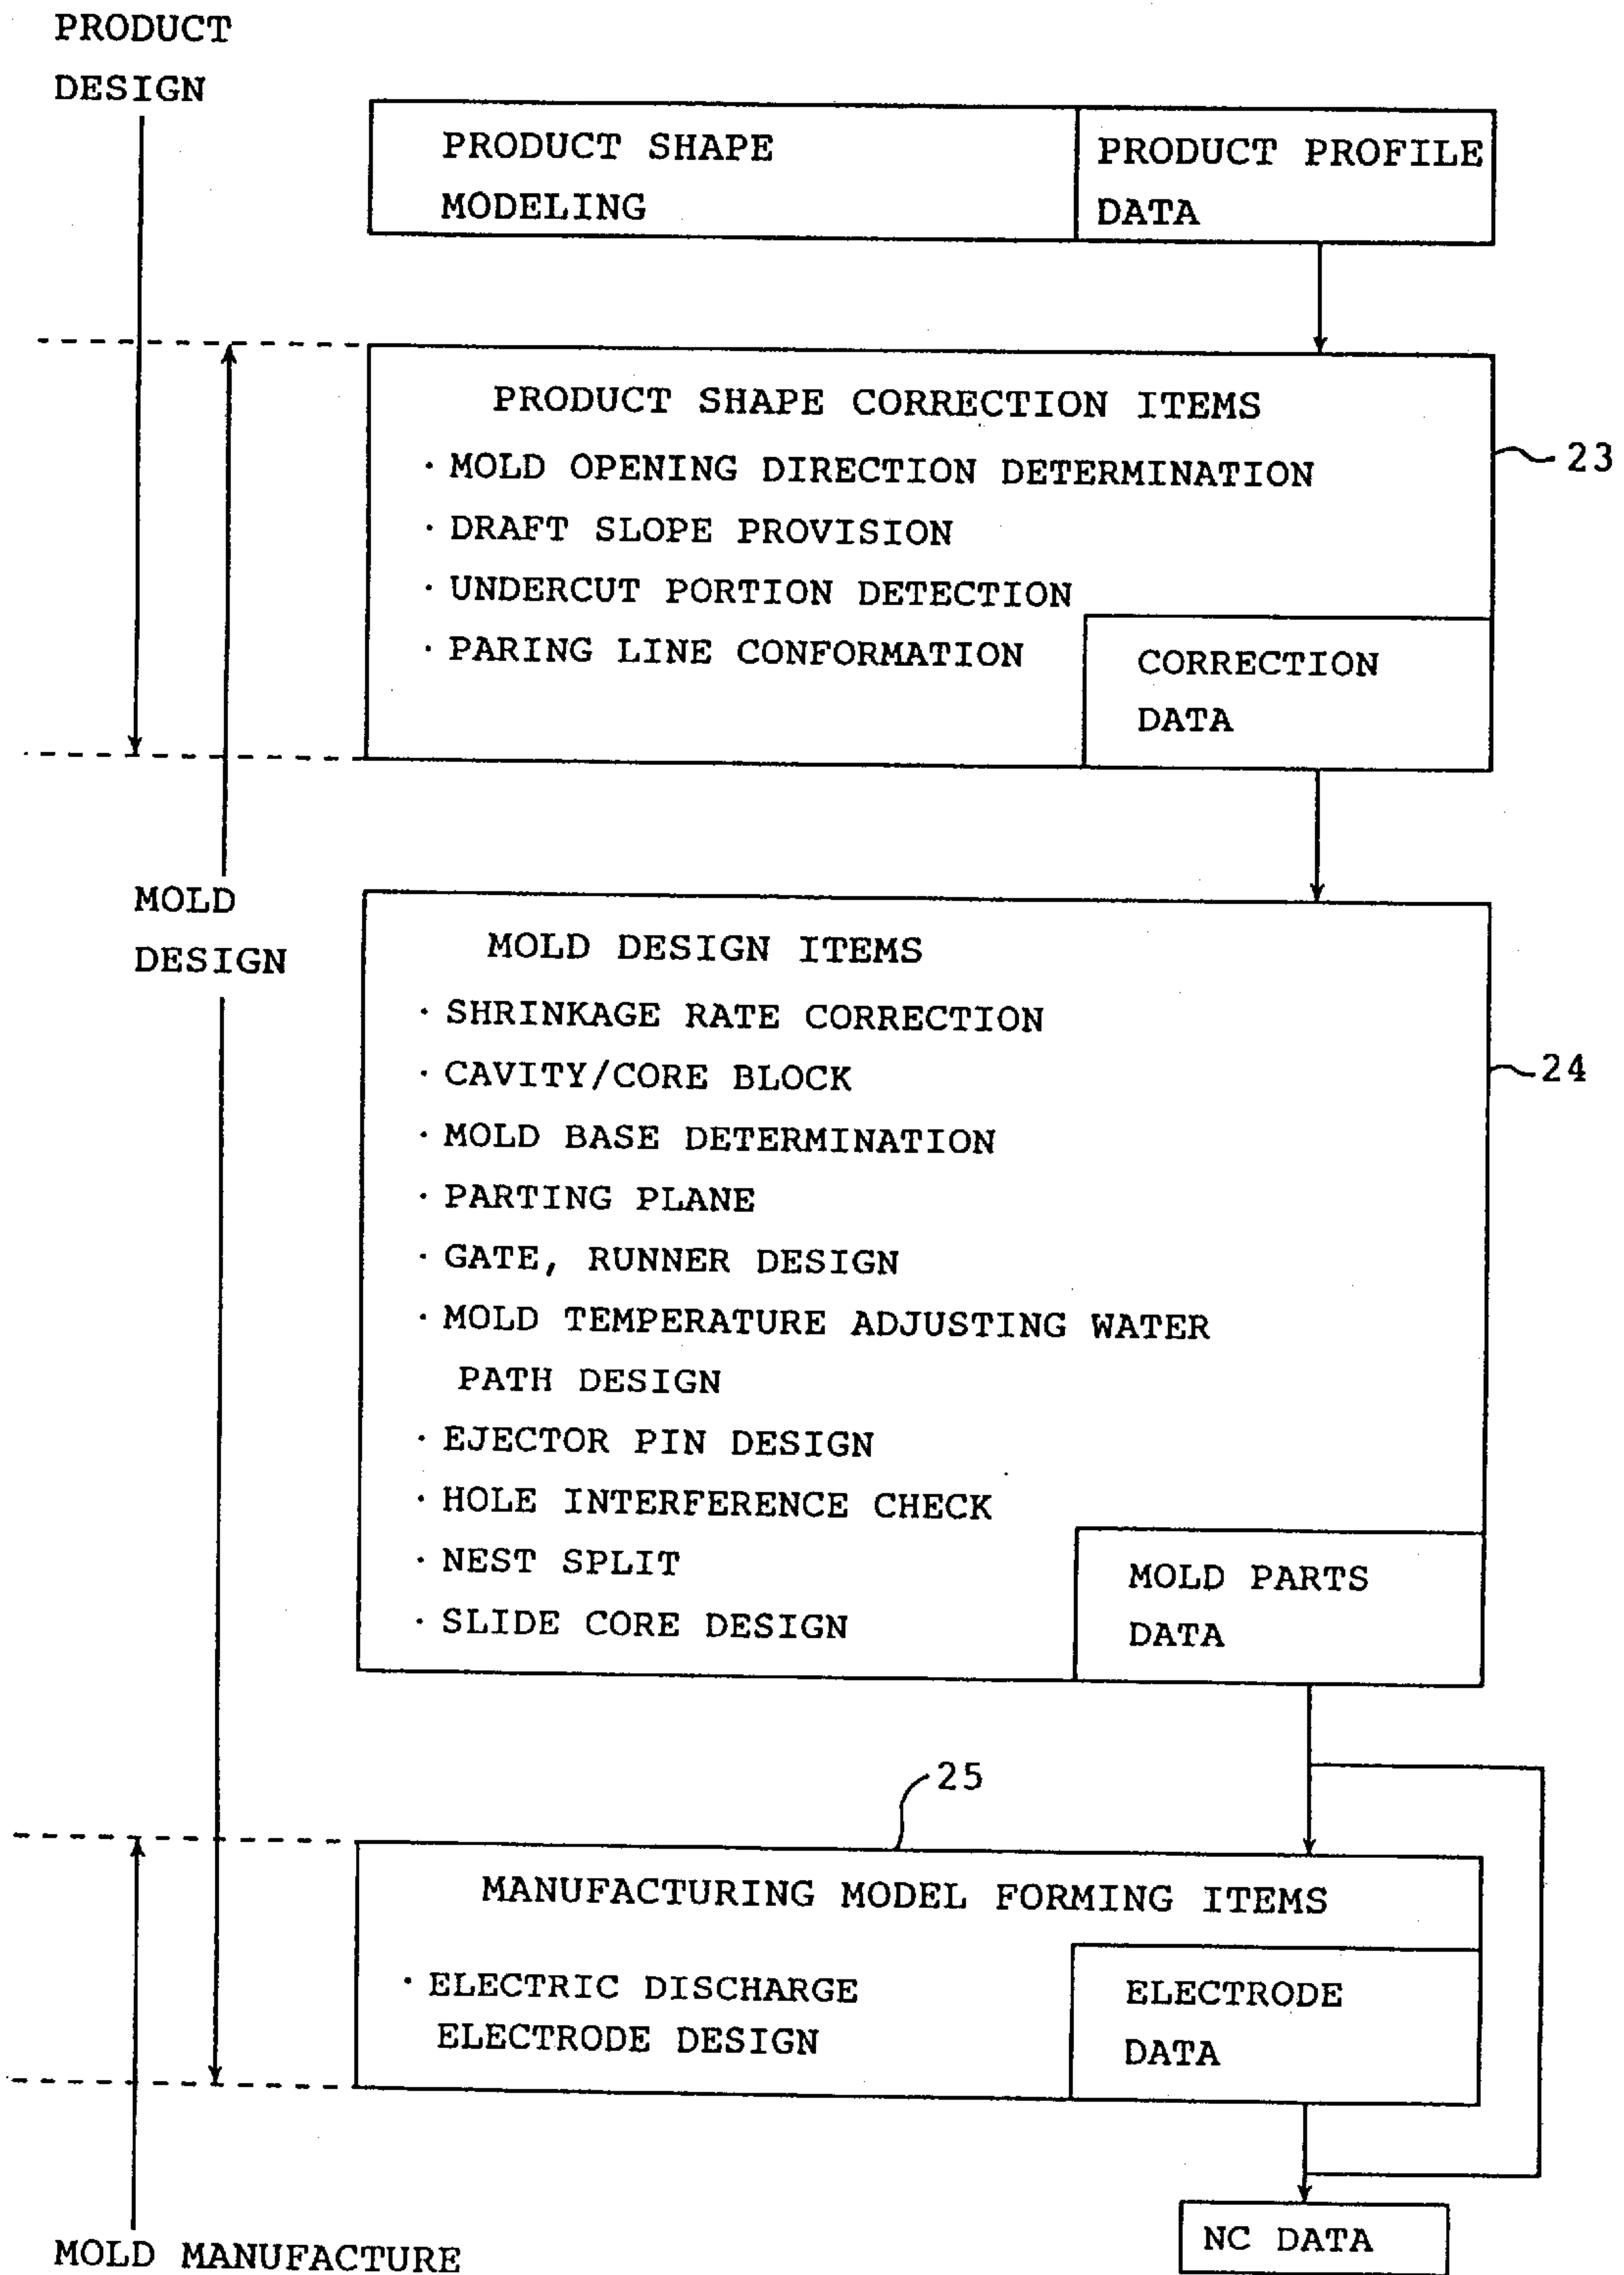 PRODUCT
DESIGN
PRODUCT SHAPE
MODELING
PRODUCT PROFILE
DATA
PRODUCT SHAPE CORRECTION ITEMS
· MOLD OPENING DIRECTION DETERMINATION
· DRAFT SLOPE PROVISION
· UNDERCUT PORTION DETECTION
· PARING LINE CONFORMATION
CORRECTION
DATA
23
MOLD
DESIGN
MOLD DESIGN ITEMS
· SHRINKAGE RATE CORRECTION
· CAVITY/CORE BLOCK
· MOLD BASE DETERMINATION
· PARTING PLANE
· GATE, RUNNER DESIGN
· MOLD TEMPERATURE ADJUSTING WATER
PATH DESIGN
· EJECTOR PIN DESIGN
· HOLE INTERFERENCE CHECK
· NEST SPLIT
· SLIDE CORE DESIGN
MOLD PARTS
DATA
24
25
MANUFACTURING MODEL FORMING ITEMS
· ELECTRIC DISCHARGE
ELECTRODE DESIGN
ELECTRODE
DATA
NC DATA
MOLD MANUFACTURE